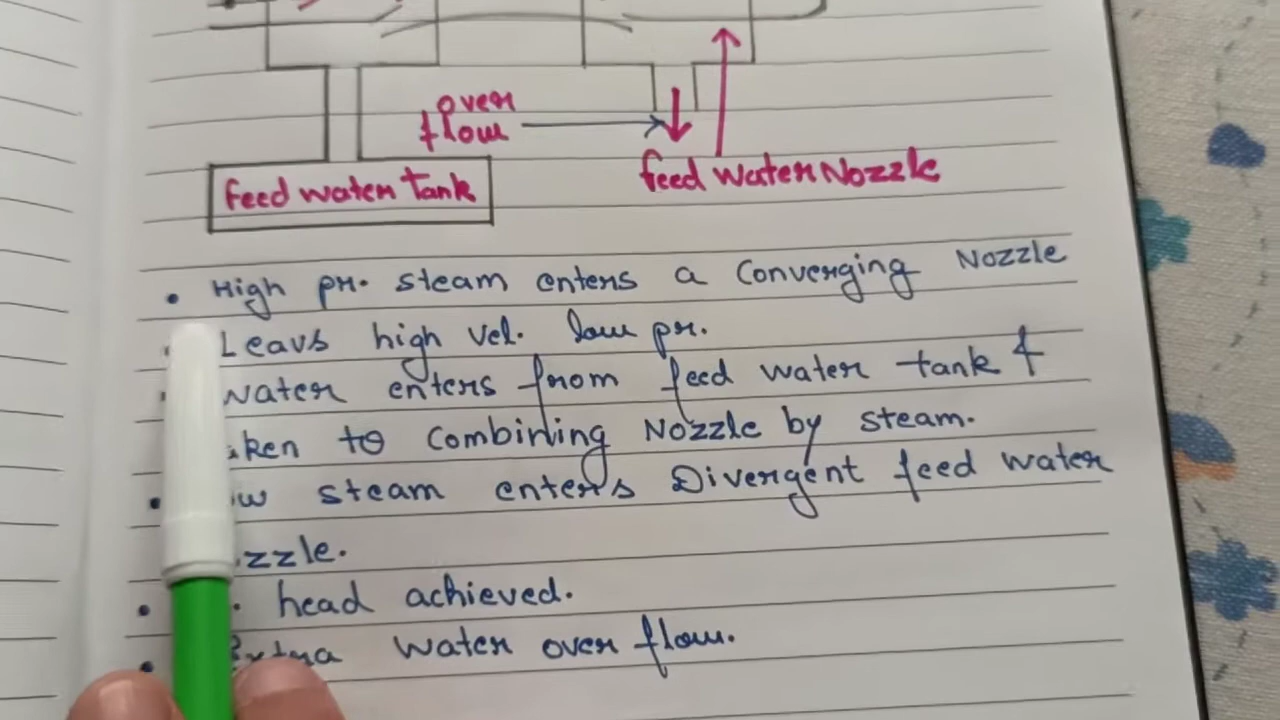 over
flow
feed water Nozzle
Feed water tank
• High pr. steam enters a Converging Nozzle
• Leavs high vel. low pr.
• water enters from feed water tank &
to Combining Nozzle by steam.
• steam enters Divergent feed water
• head achieved.
• Extra water over flow.